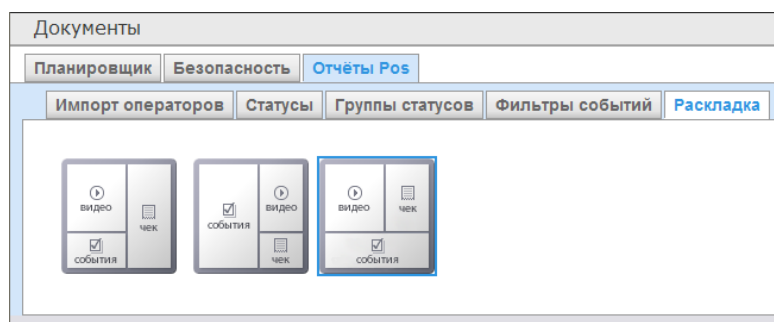 Документы
Планировщик Безопасность Отчёты Pos
Импорт операторов Статусы Группы статусов Фильтры событий Раскладка
видео
чек
события
события
видео
чек
видео
чек
события